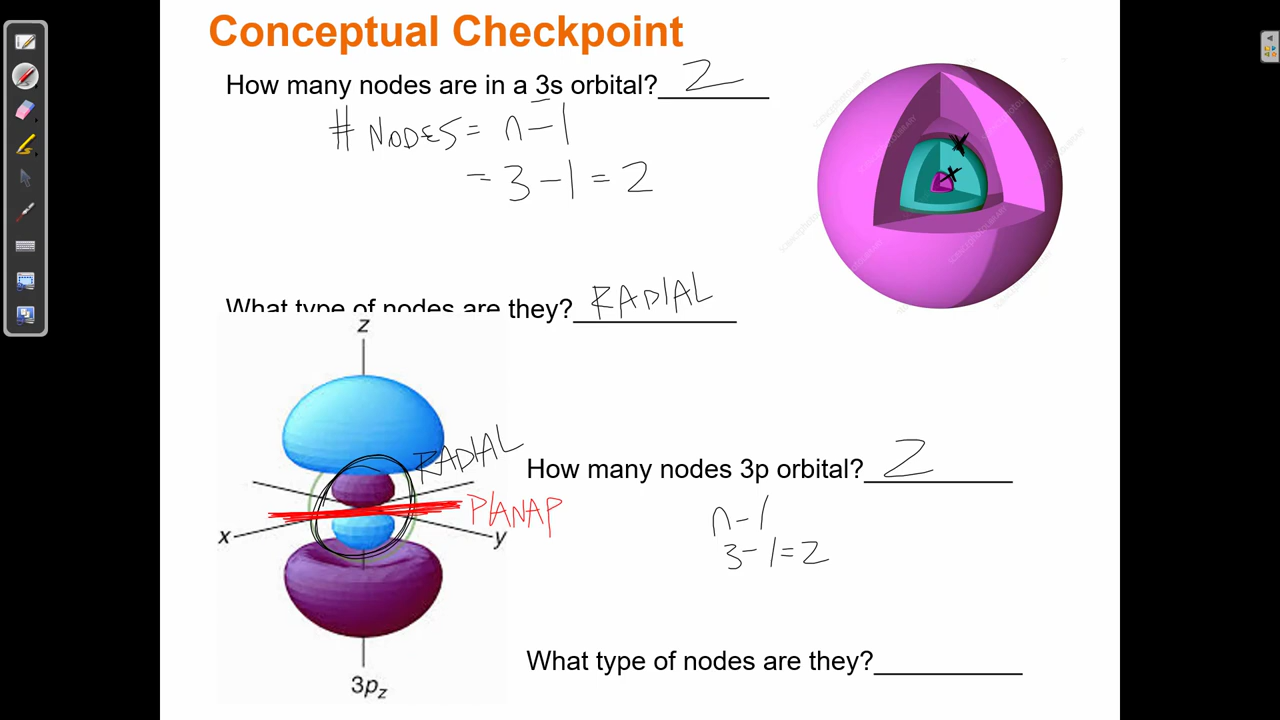 Conceptual Checkpoint
How many nodes are in a 3s orbital? 2
# NODES = n-1
= 3-1 = 2
What type of nodes are they? RADIAL
z
RADIAL
How many nodes 3p orbital? 2
PLANAR
n-1
x
y
3-1=2
What type of nodes are they?
3pz